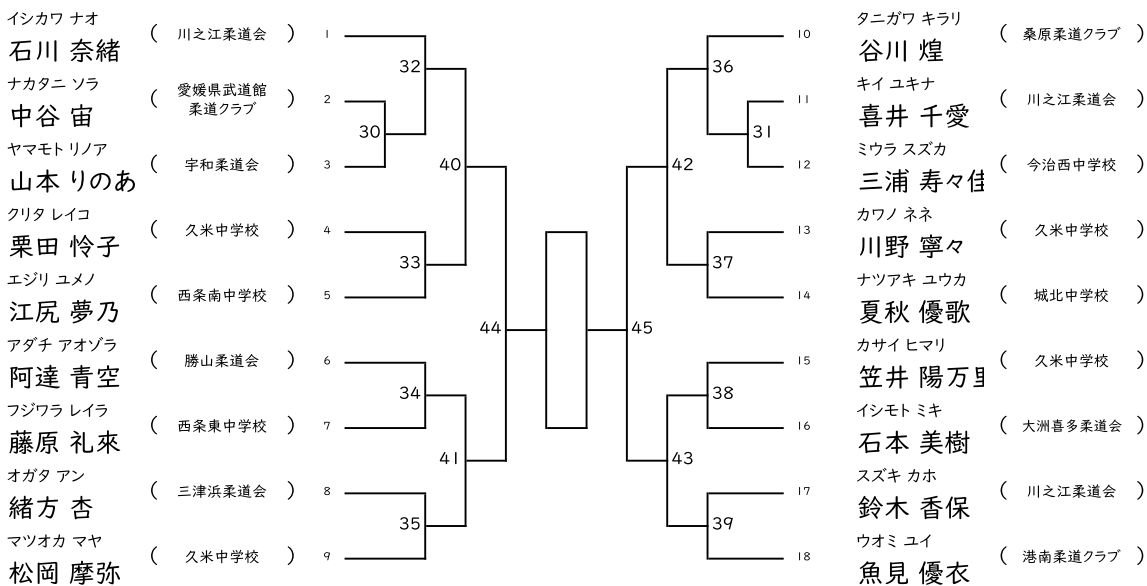 イシカワ ナオ
石川 奈緒 ( 川之江柔道会 ) 1
ナカタニ ソラ
中谷 宙 ( 愛媛県武道館
柔道クラブ ) 2
ヤマモト リノア
山本 りのあ ( 宇和柔道会 ) 3
クリタ レイコ
栗田 怜子 ( 久米中学校 ) 4
エジリ ユメノ
江尻 夢乃 ( 西条南中学校 ) 5
アダチ アオゾラ
阿達 青空 ( 勝山柔道会 ) 6
フジワラ レイラ
藤原 礼來 ( 西条東中学校 ) 7
オガタ アン
緒方 杏 ( 三津浜柔道会 ) 8
マツオカ マヤ
松岡 摩弥 ( 久米中学校 ) 9
32
30
40
33
44
34
41
35
36
31
42
37
45
38
43
39
タニガワ キラリ
10 谷川 煌 ( 桑原柔道クラブ )
キイ ユキナ
11 喜井 千愛 ( 川之江柔道会 )
ミウラ スズカ
12 三浦 寿々佳 ( 今治西中学校 )
カワノ ネネ
13 川野 寧々 ( 久米中学校 )
ナツアキ ユウカ
14 夏秋 優歌 ( 城北中学校 )
カサイ ヒマリ
15 笠井 陽万里 ( 久米中学校 )
イシモト ミキ
16 石本 美樹 ( 大洲喜多柔道会 )
スズキ カホ
17 鈴木 香保 ( 川之江柔道会 )
ウオミ ユイ
18 魚見 優衣 ( 港南柔道クラブ )